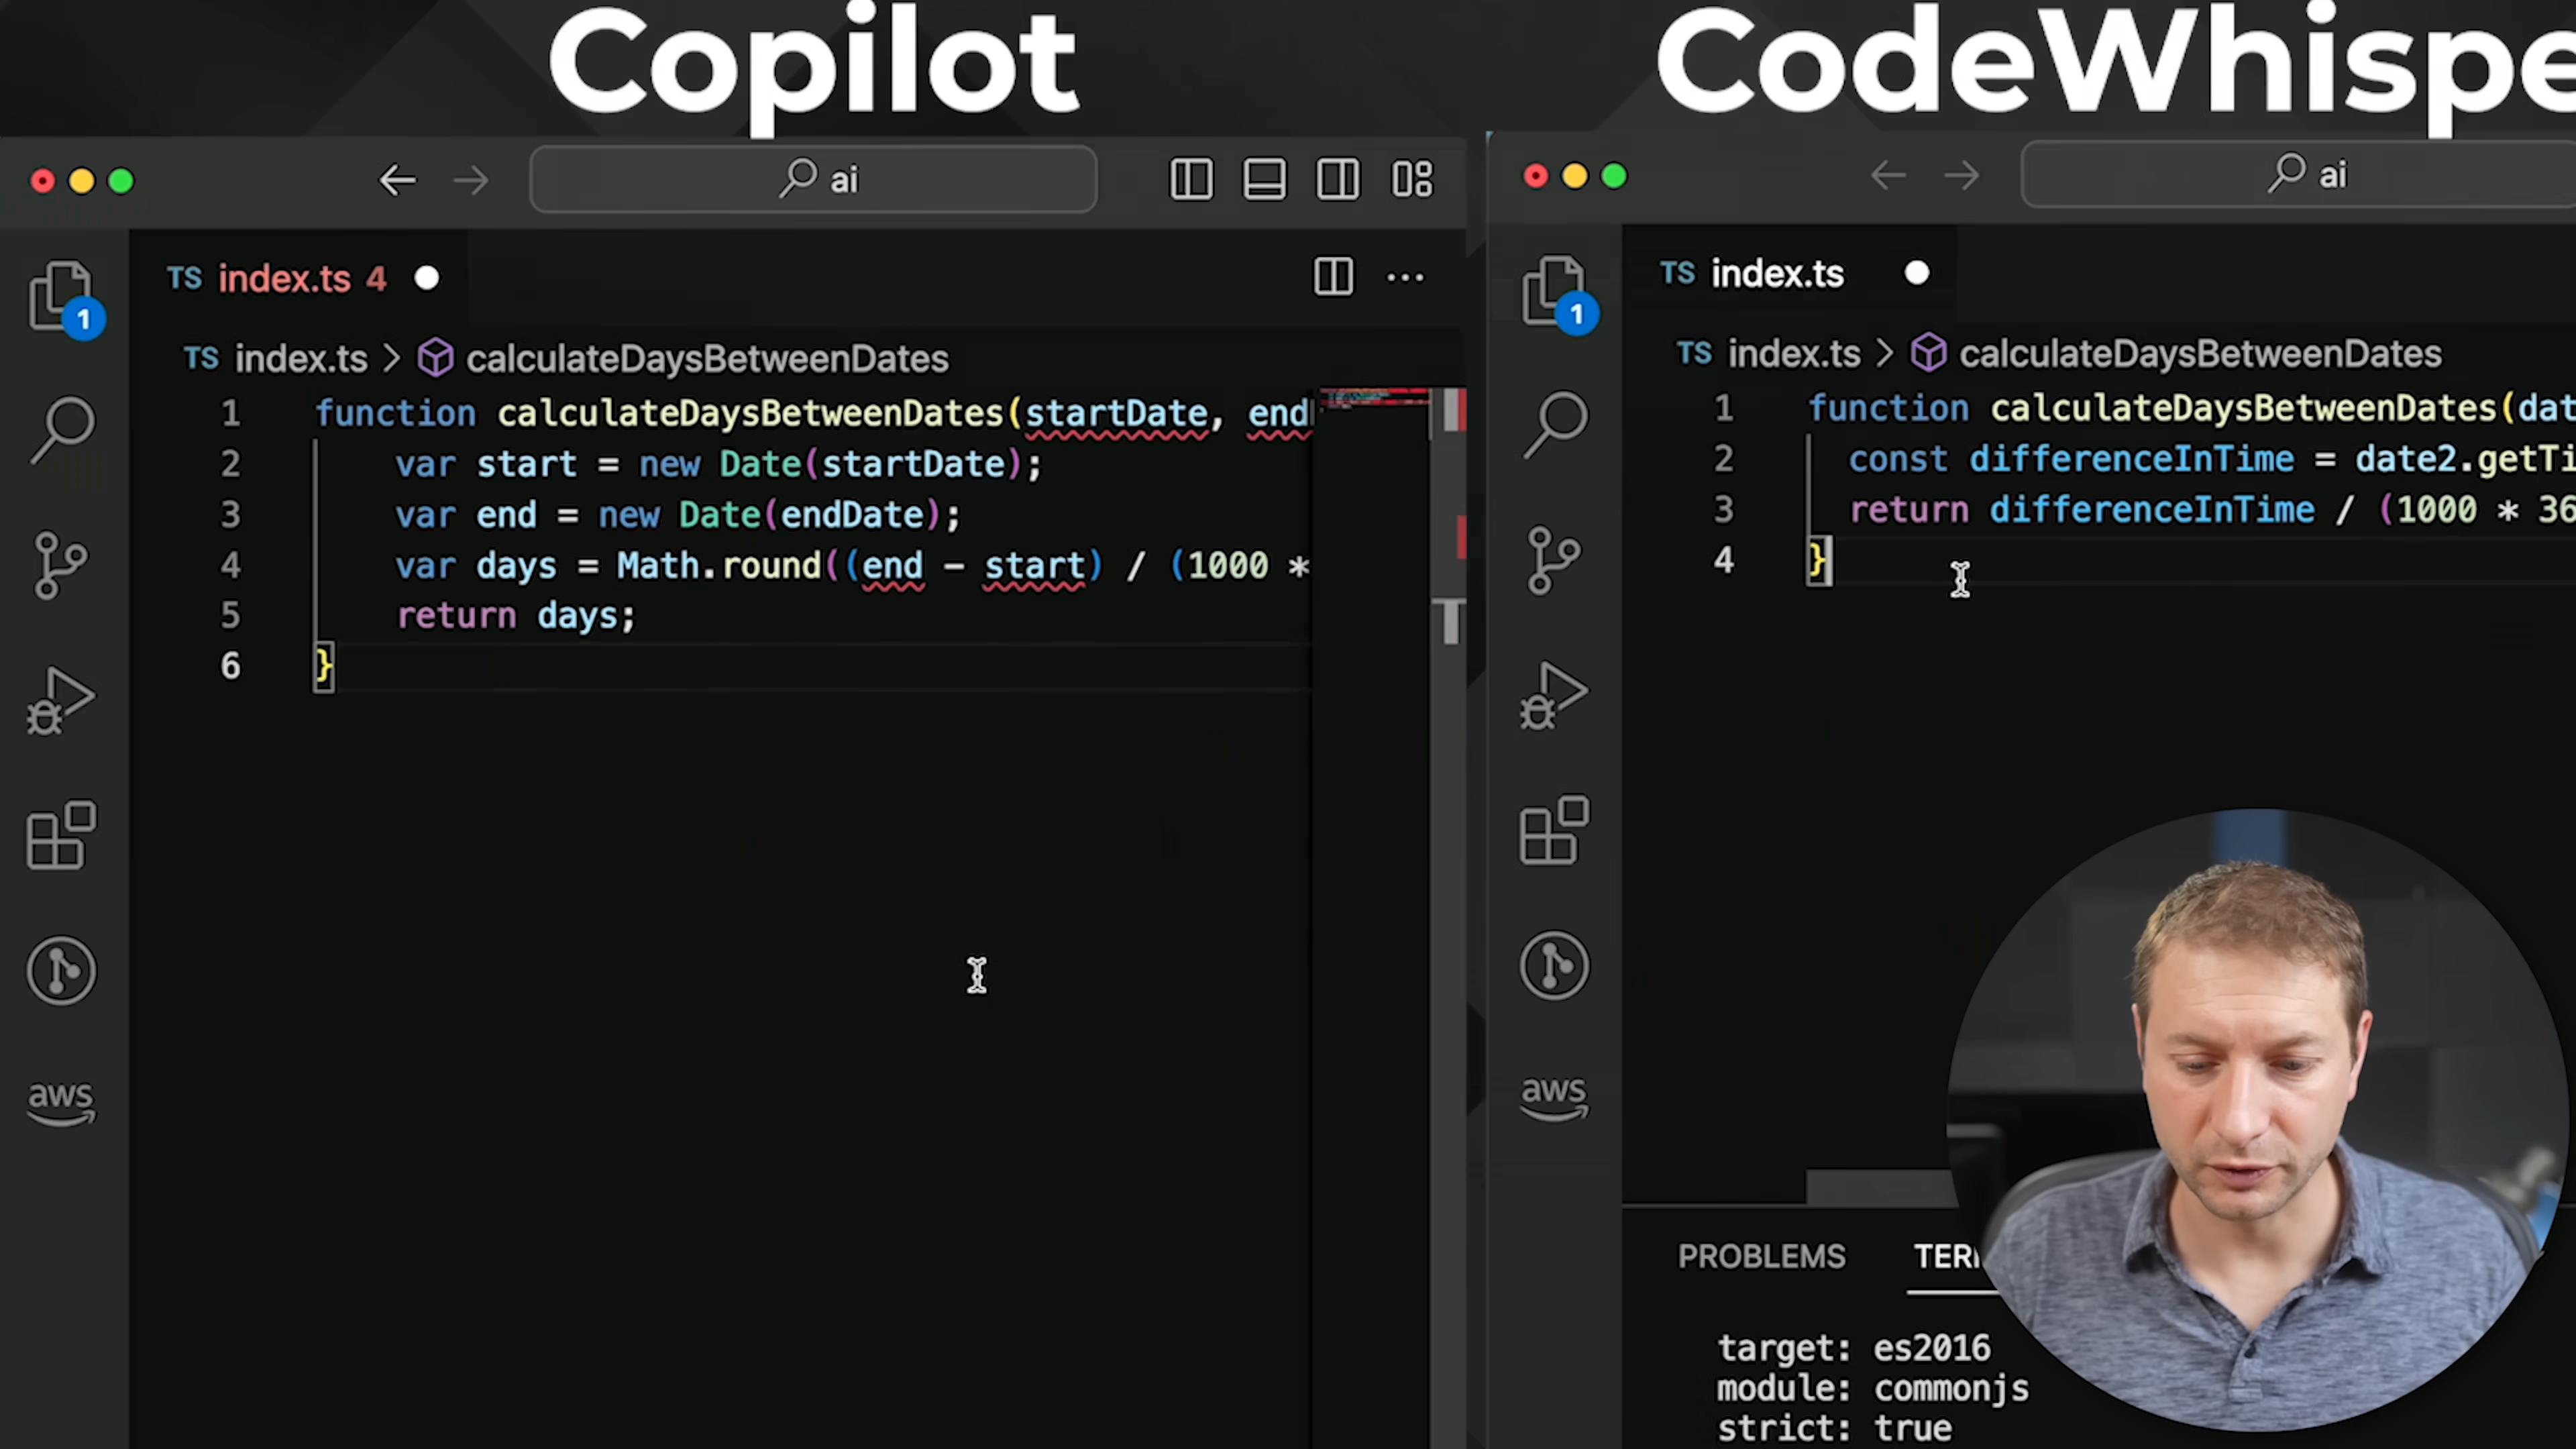 Copilot
CodeWhispe
ai
ai
TS index.ts 4
TS index.ts
1
TS index.ts > calculateDaysBetweenDates
1 function calculateDaysBetweenDates(startDate, end
2 var start = new Date(startDate);
3 var end = new Date(endDate);
4 var days = Math.round((end - start) / (1000 *
5 return days;
6 }
aws
1
TS index.ts > calculateDaysBetweenDates
1 function calculateDaysBetweenDates(dat
2 const differenceInTime = date2.getTi
3 return differenceInTime / (1000 * 36
4 }
aws
PROBLEMS TERI
target: es2016
module: commonjs
strict: true